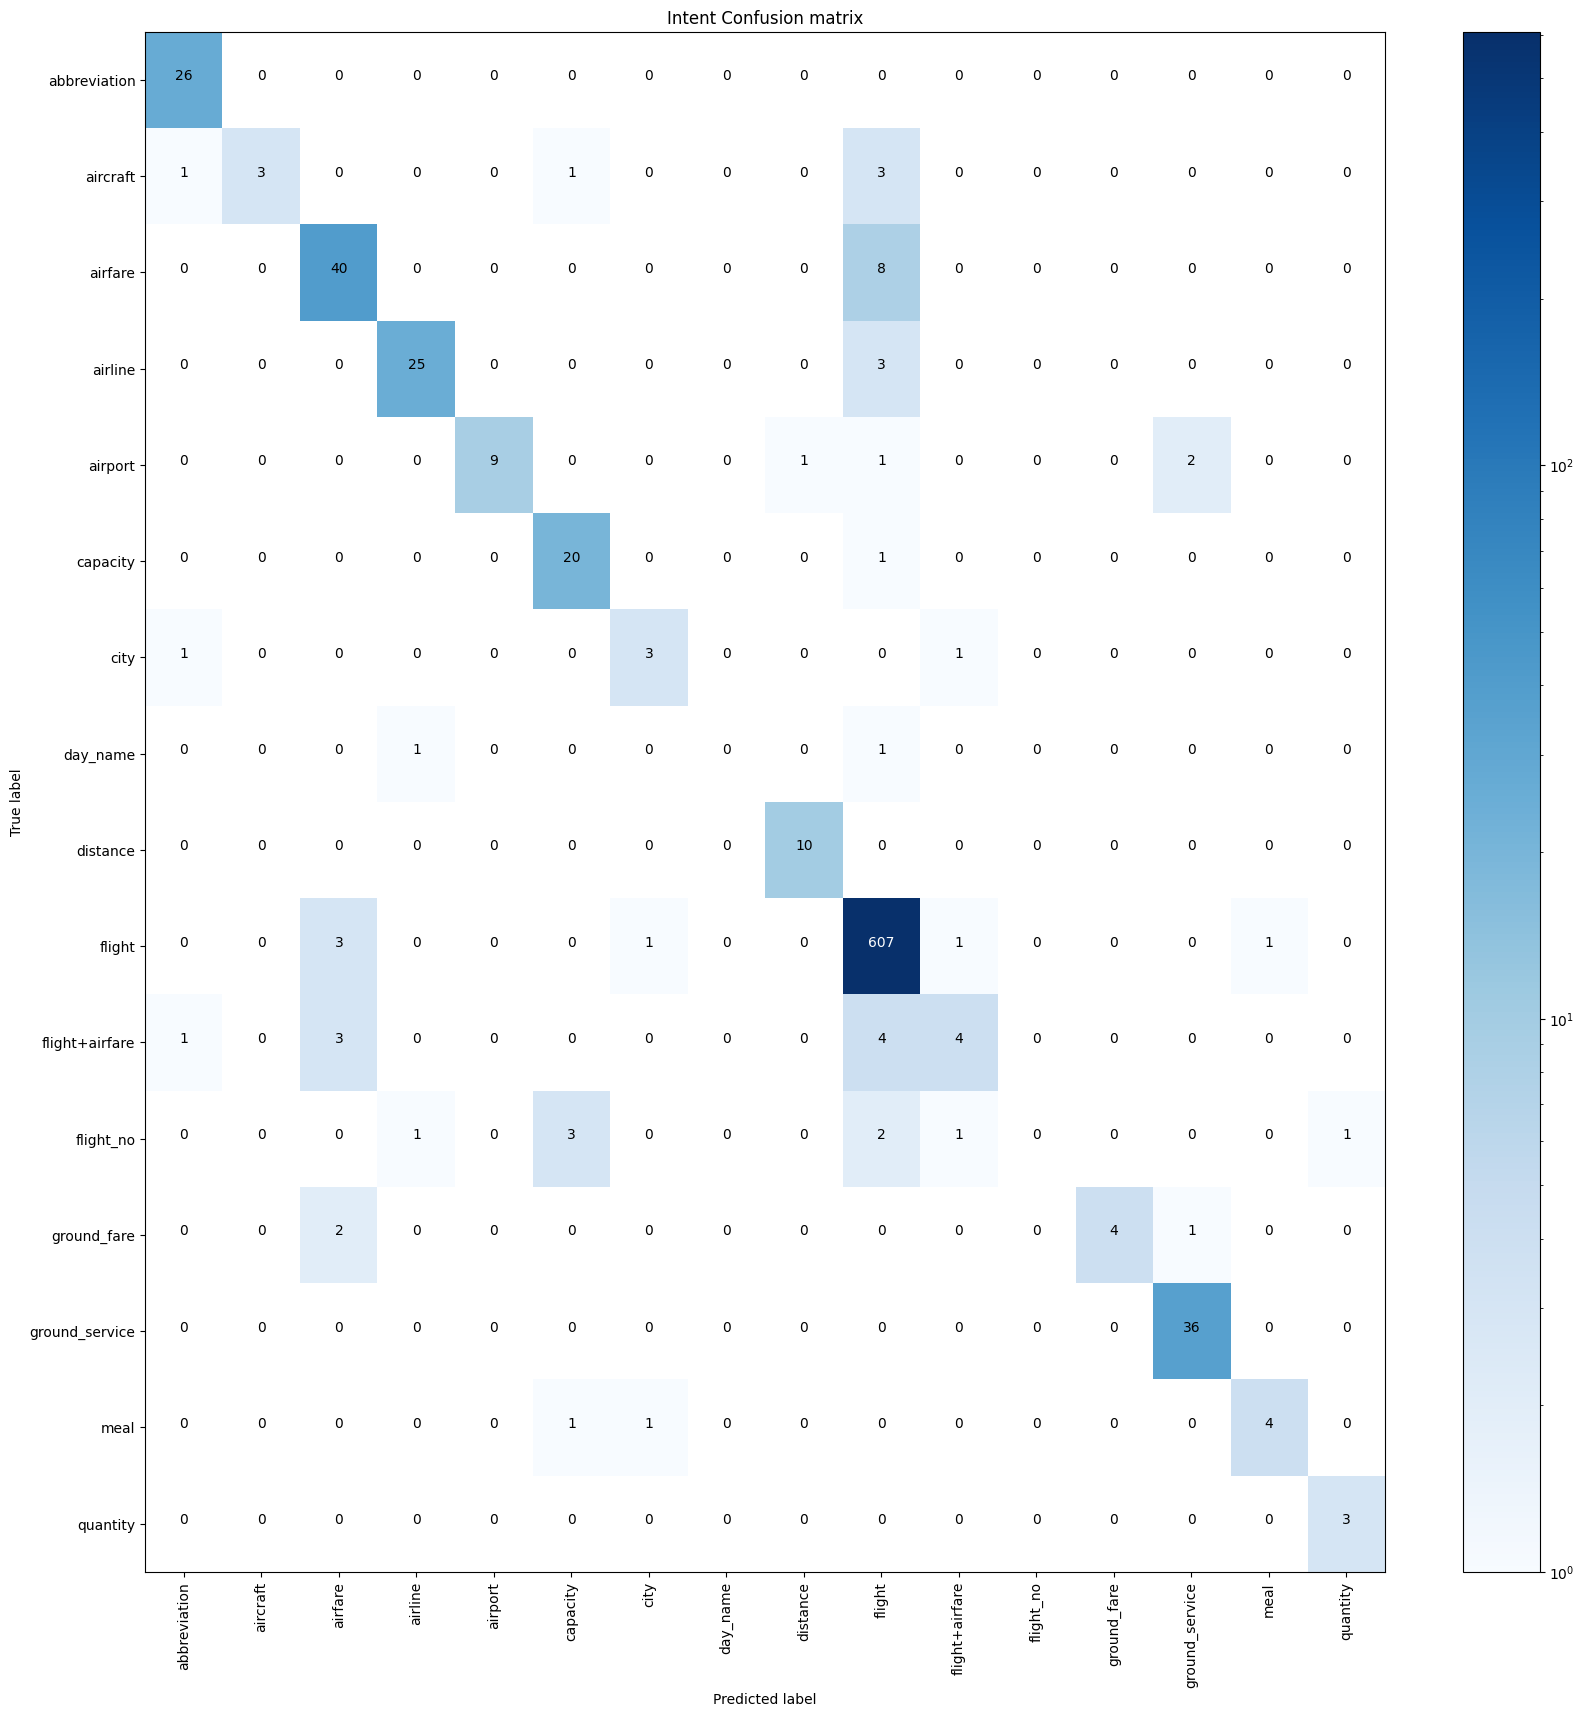 Intent Confusion matrix
abbreviation 26 0 0 0 0 0 0 0 0 0 0 0 0 0 0 0
aircraft 1 3 0 0 0 1 0 0 0 3 0 0 0 0 0 0
airfare 0 0 40 0 0 0 0 0 0 8 0 0 0 0 0 0
airline 0 0 0 25 0 0 0 0 0 3 0 0 0 0 0 0
airport 0 0 0 0 9 0 0 0 1 1 0 0 0 2 0 0
10²
capacity 0 0 0 0 0 20 0 0 0 1 0 0 0 0 0 0
city 1 0 0 0 0 0 3 0 0 0 1 0 0 0 0 0
day_name 0 0 0 1 0 0 0 0 0 1 0 0 0 0 0 0
True label
distance 0 0 0 0 0 0 0 0 10 0 0 0 0 0 0 0
flight 0 0 3 0 0 0 1 0 0 607 1 0 0 0 1 0
10¹
flight+airfare 1 0 3 0 0 0 0 0 0 4 4 0 0 0 0 0
flight_no 0 0 0 1 0 3 0 0 0 2 1 0 0 0 0 1
ground_fare 0 0 2 0 0 0 0 0 0 0 0 0 4 1 0 0
ground_service 0 0 0 0 0 0 0 0 0 0 0 0 0 36 0 0
meal 0 0 0 0 0 1 1 0 0 0 0 0 0 0 4 0
quantity 0 0 0 0 0 0 0 0 0 0 0 0 0 0 0 3
10⁰
abbreviation
aircraft
airfare
airline
airport
capacity
city
day_name
distance
flight
flight+airfare
flight_no
ground_fare
ground_service
meal
quantity
Predicted label